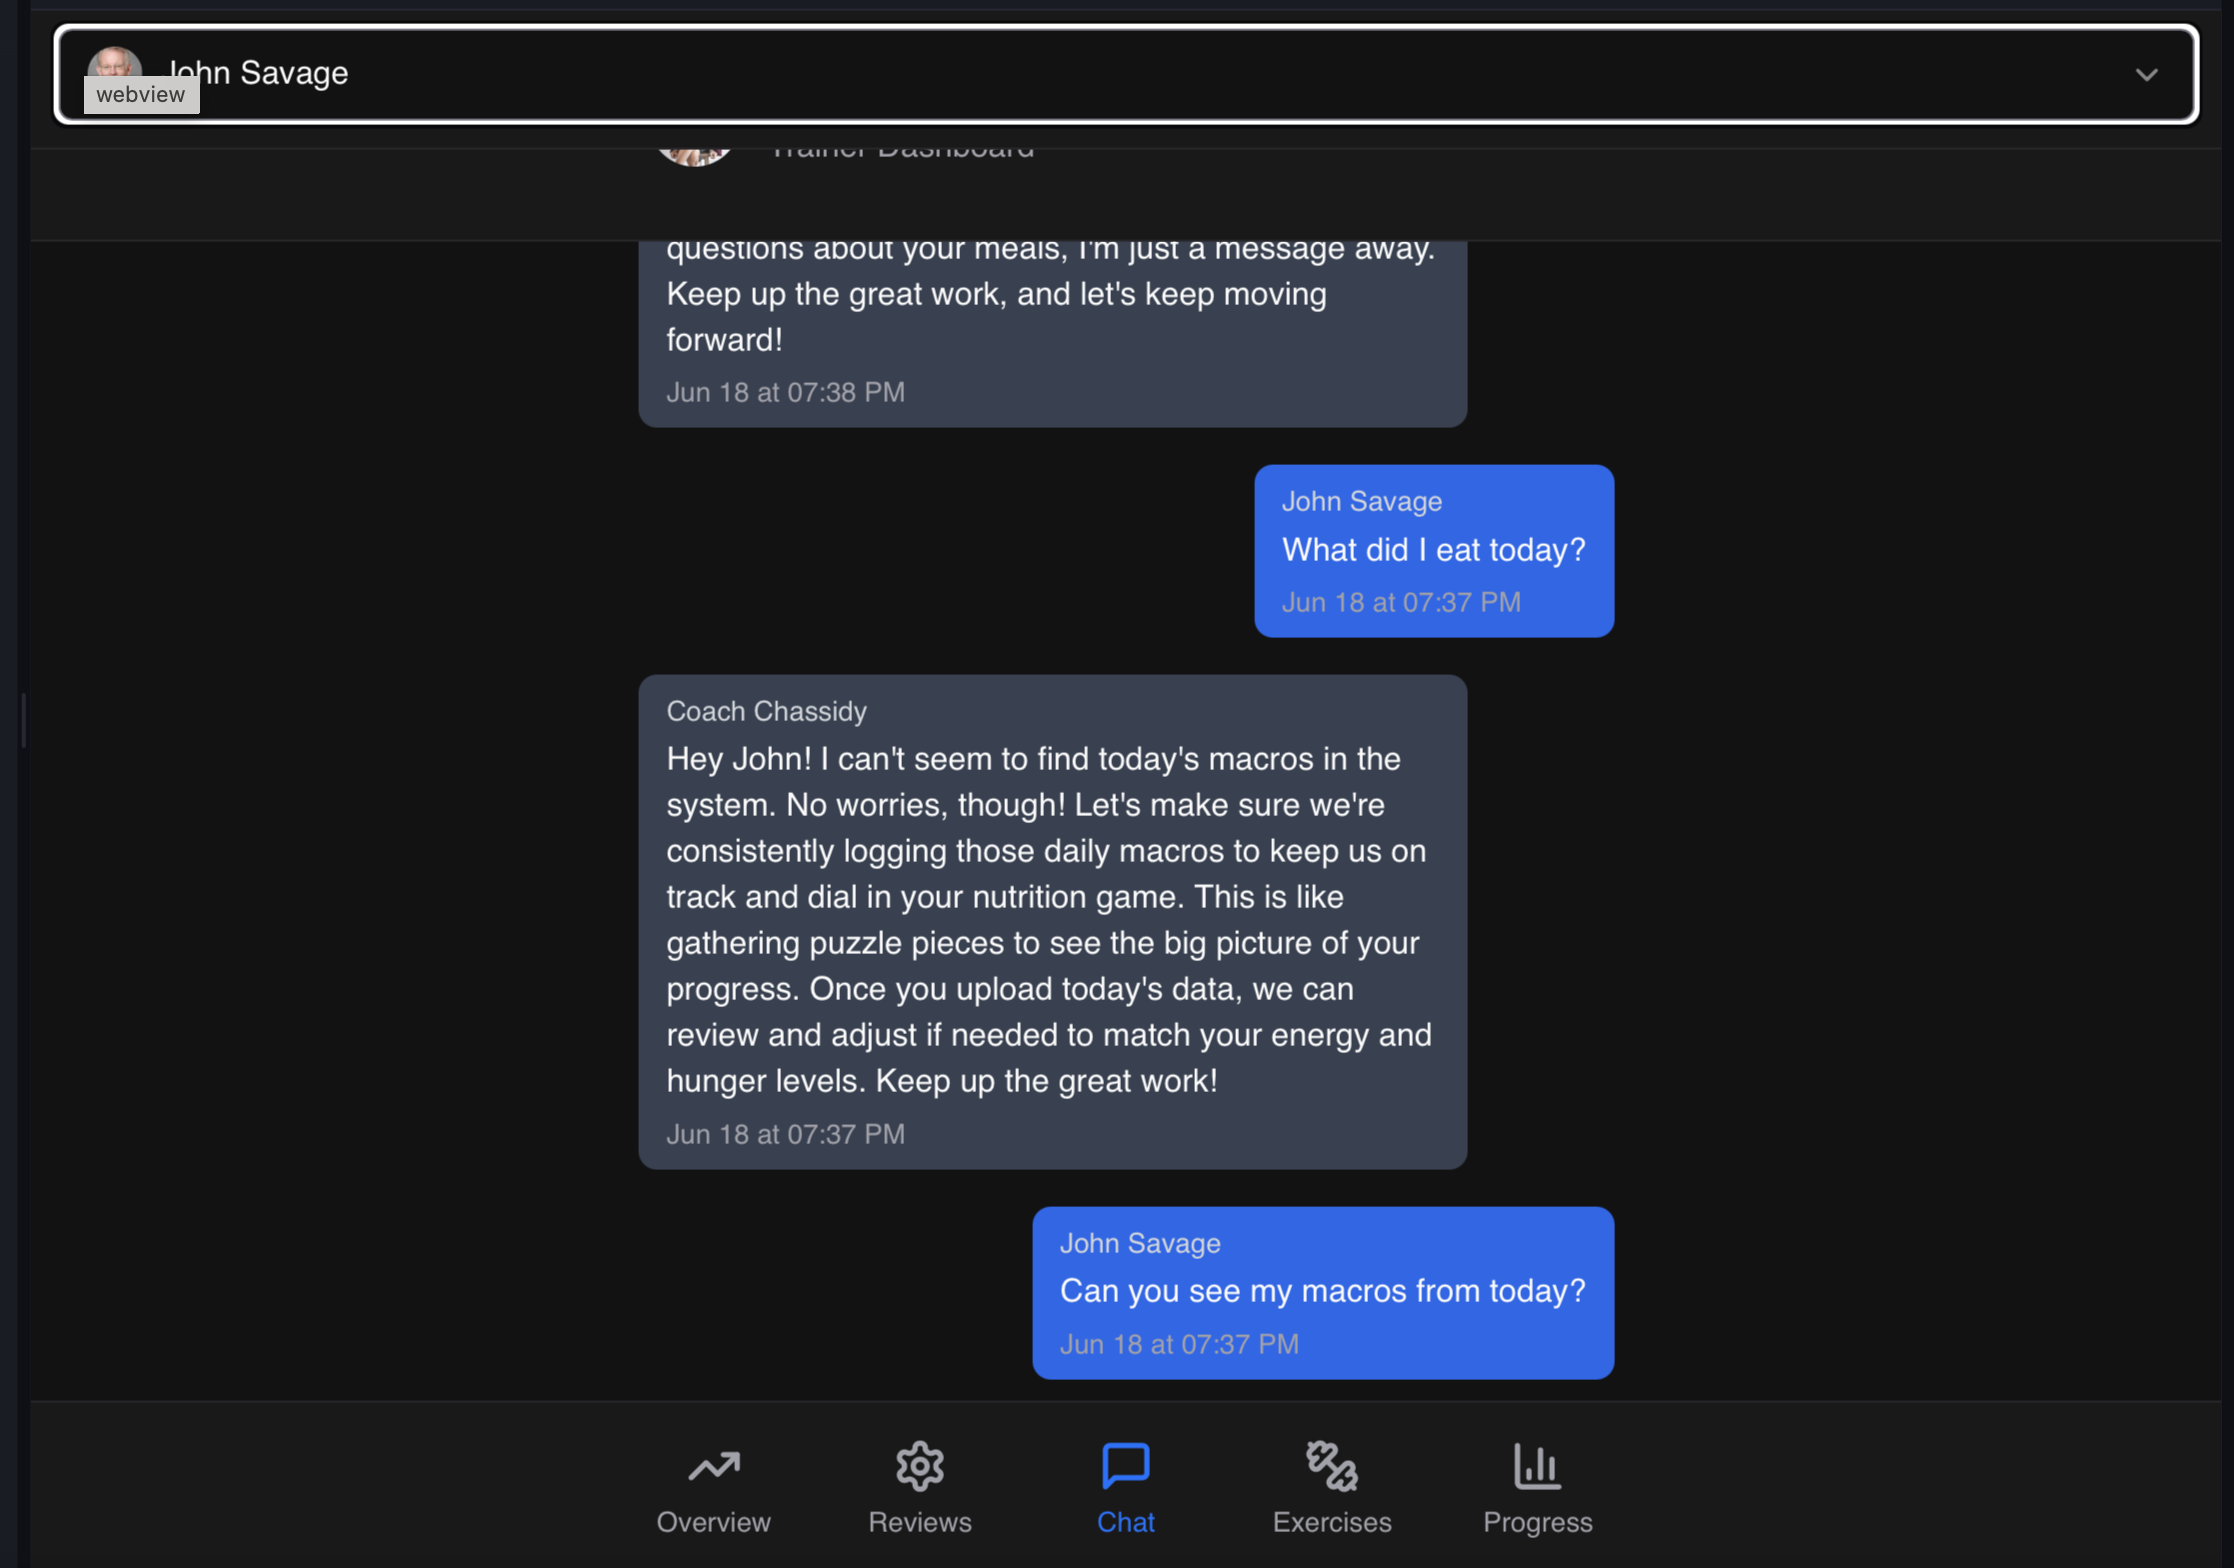 John Savage
webview
Trainer Dashboard
questions about your meals, I'm just a message away.
Keep up the great work, and let's keep moving
forward!
Jun 18 at 07:38 PM
John Savage
What did I eat today?
Jun 18 at 07:37 PM
Coach Chassidy
Hey John! I can't seem to find today's macros in the
system. No worries, though! Let's make sure we're
consistently logging those daily macros to keep us on
track and dial in your nutrition game. This is like
gathering puzzle pieces to see the big picture of your
progress. Once you upload today's data, we can
review and adjust if needed to match your energy and
hunger levels. Keep up the great work!
Jun 18 at 07:37 PM
John Savage
Can you see my macros from today?
Jun 18 at 07:37 PM
Overview
Reviews
Chat
Exercises
Progress